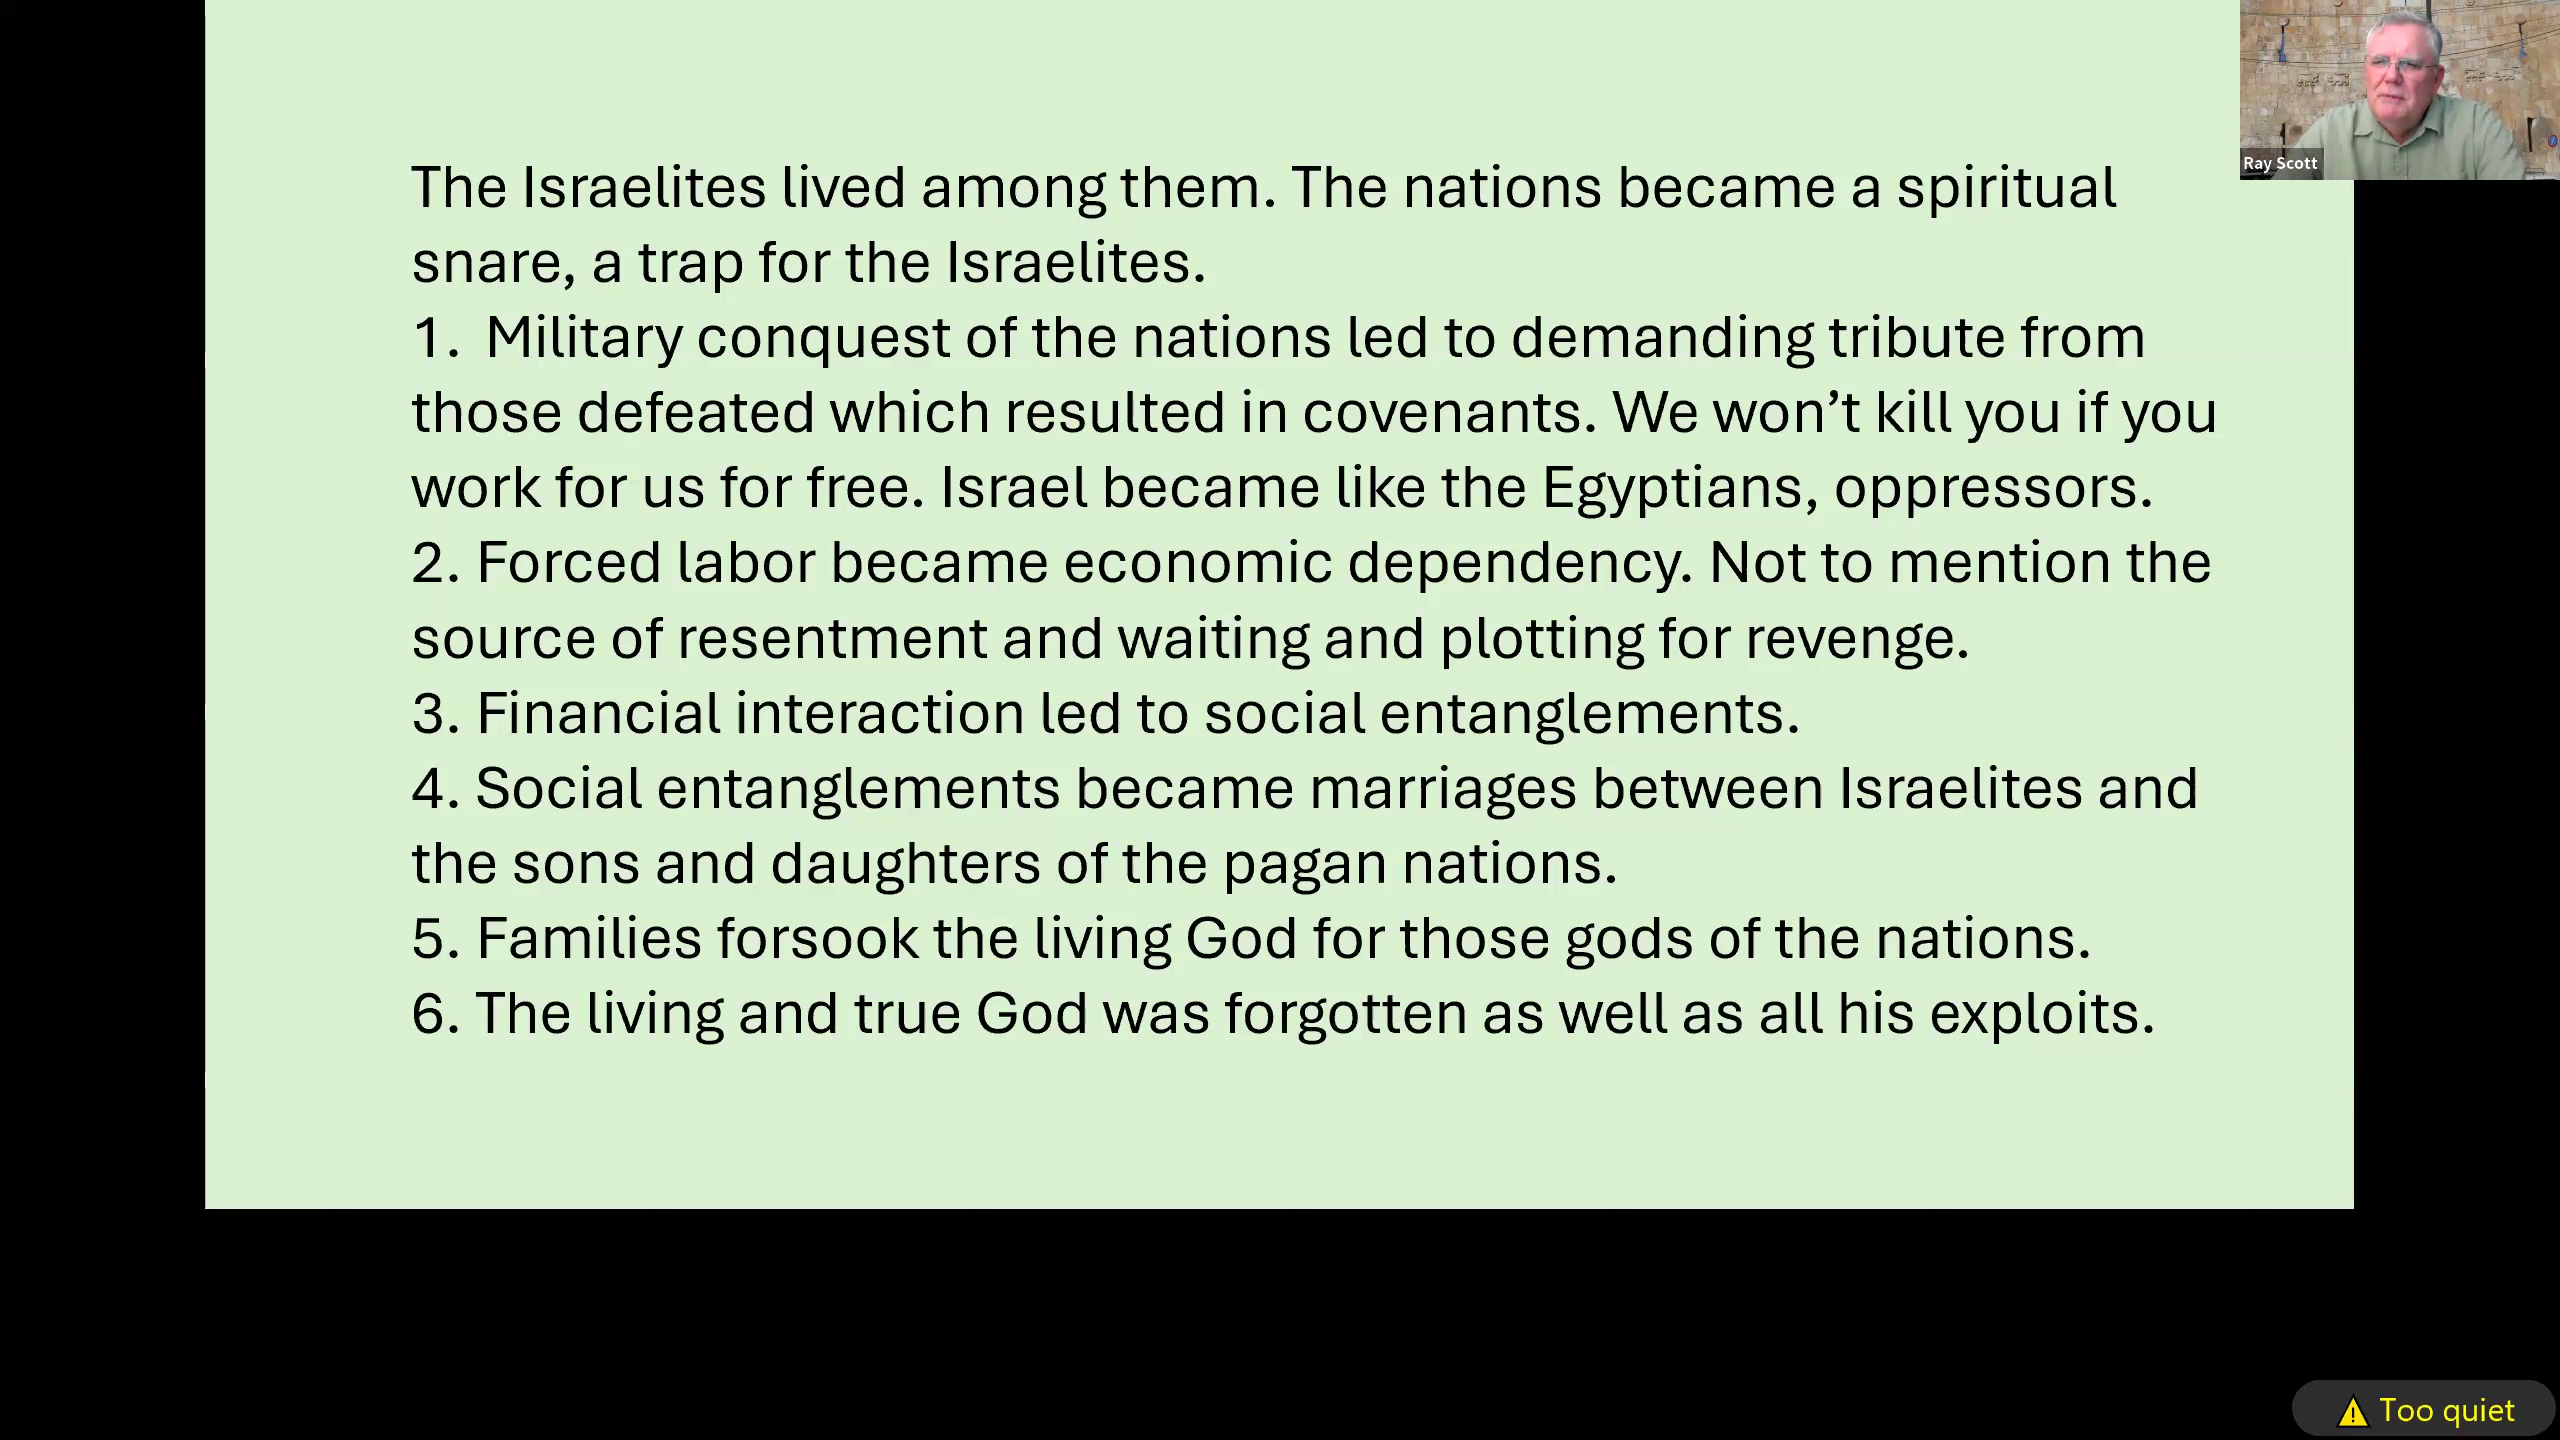 The Israelites lived among them. The nations became a spiritual
snare, a trap for the Israelites.
1. Military conquest of the nations led to demanding tribute from
those defeated which resulted in covenants. We won’t kill you if you
work for us for free. Israel became like the Egyptians, oppressors.
2. Forced labor became economic dependency. Not to mention the
source of resentment and waiting and plotting for revenge.
3. Financial interaction led to social entanglements.
4. Social entanglements became marriages between Israelites and
the sons and daughters of the pagan nations.
5. Families forsook the living God for those gods of the nations.
6. The living and true God was forgotten as well as all his exploits.
Ray Scott
Too quiet